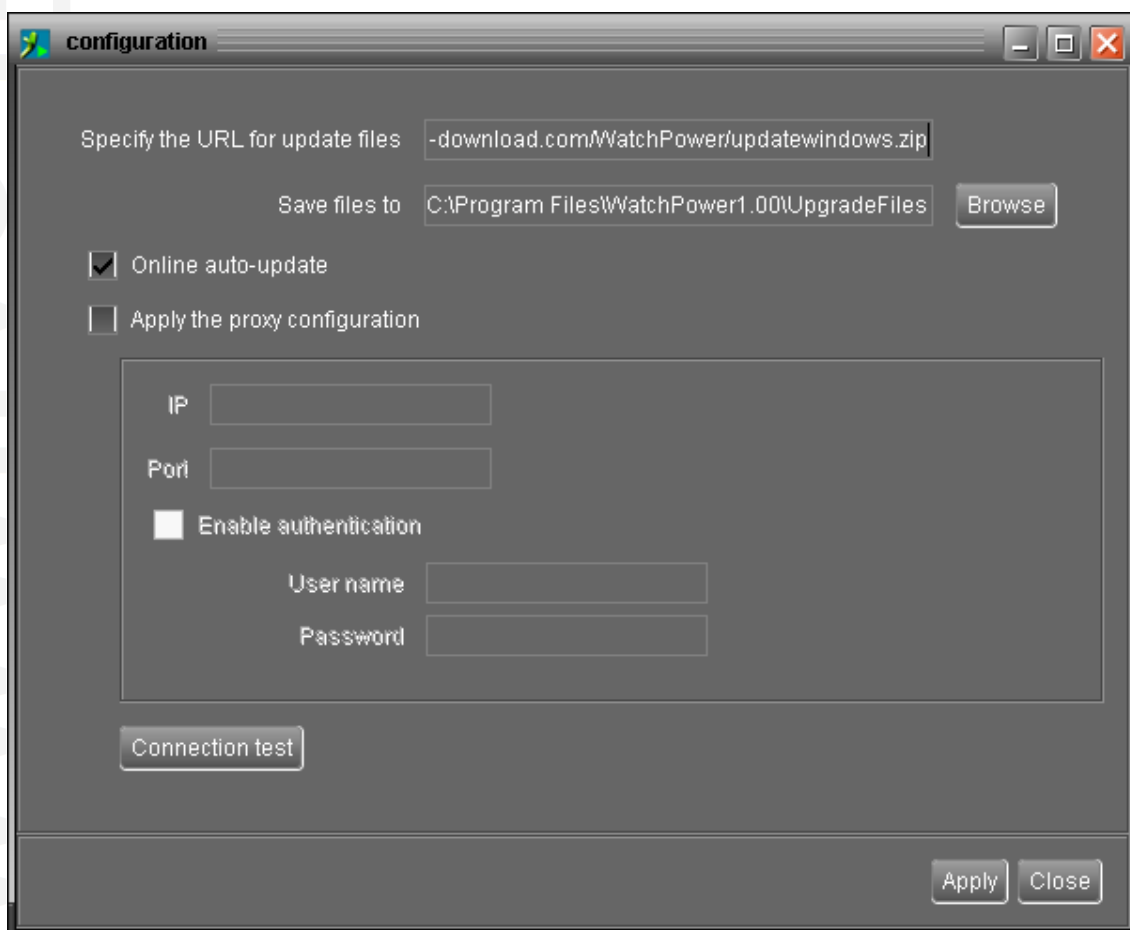 configuration
Specify the URL for update files -download.com/WatchPower/updatewindows.zip
Save files to C:\Program Files\WatchPower1.00\UpgradeFiles Browse
Online auto-update
Apply the proxy configuration
IP
Port
Enable authentication
User name
Password
Connection test
Apply Close